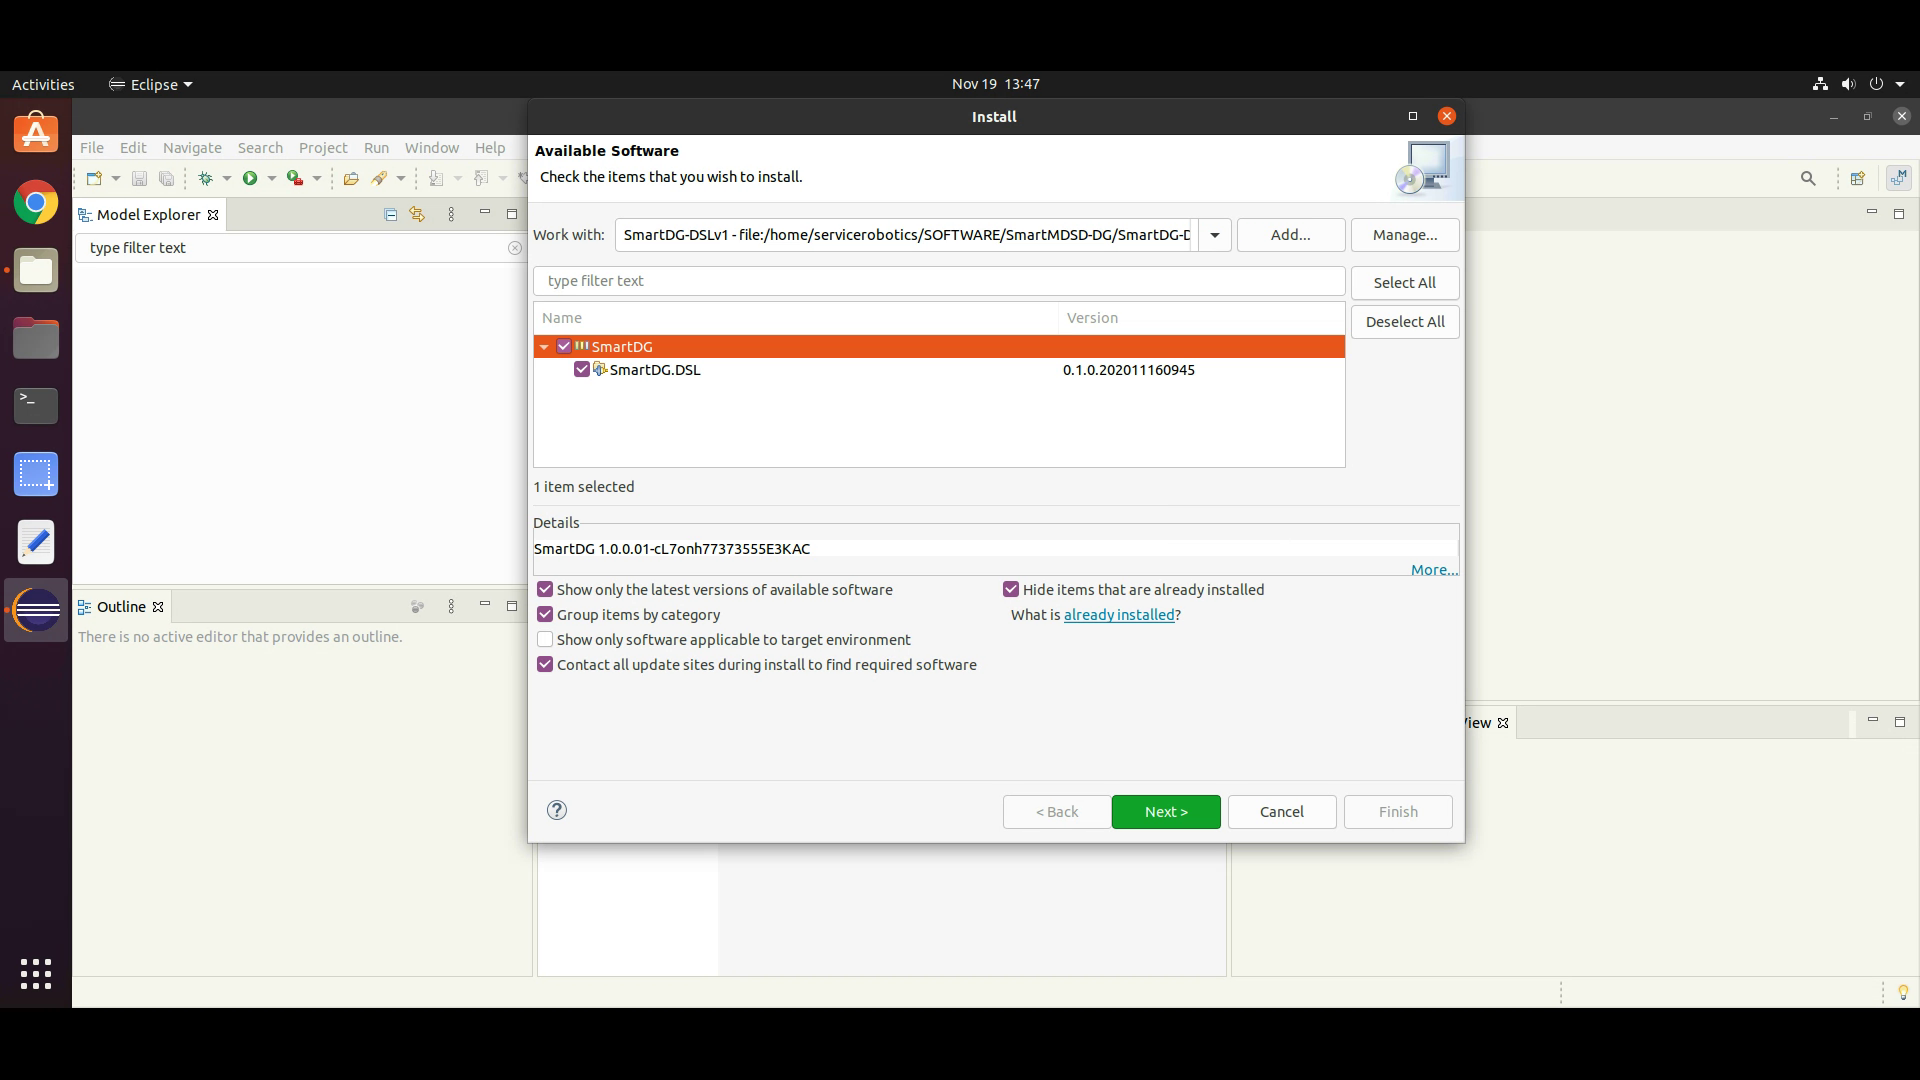 Activities
Eclipse
Nov 19 13:47
Install
File Edit Navigate Search Project Run Window Help
Available Software
Check the items that you wish to install.
Model Explorer
type filter text
Work with:
SmartDG-DSLv1 - file:/home/servicerobotics/SOFTWARE/SmartMDSD-DG/SmartDG-D
Add...
Manage...
type filter text
Select All
Deselect All
Name
Version
SmartDG
SmartDG.DSL
0.1.0.202011160945
1 item selected
Details
SmartDG 1.0.0.01-cL7onh77373555E3KAC
More...
Show only the latest versions of available software
Hide items that are already installed
Group items by category
What is already installed?
Show only software applicable to target environment
Contact all update sites during install to find required software
Outline
There is no active editor that provides an outline.
View
< Back
Next >
Cancel
Finish